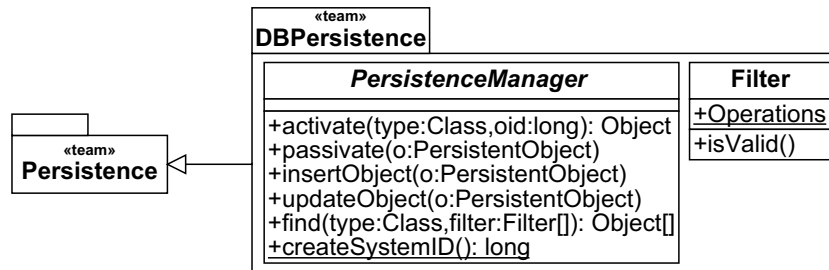 «team»
DBPersistence
PersistenceManager
+activate(type:Class,oid:long): Object
+passivate(o:PersistentObject)
+insertObject(o:PersistentObject)
+updateObject(o:PersistentObject)
+find(type:Class,filter:Filter[]): Object[]
+createSystemID(): long
Filter
+Operations
+isValid()
«team»
Persistence